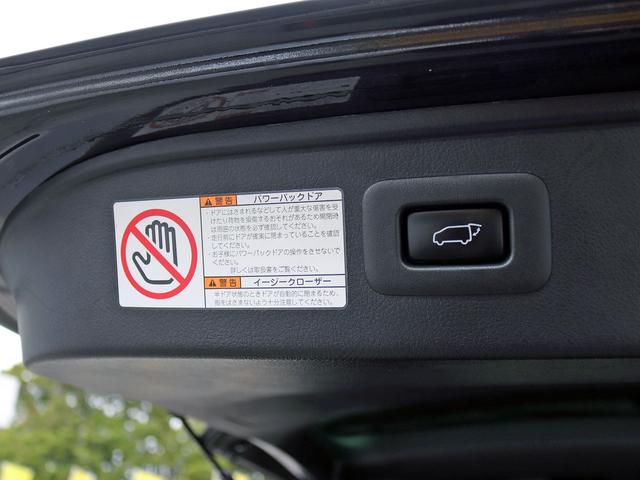 警告 パワーバックドア
・ドアにはさまれるなどして人が重大な傷害を受
けたり荷物を損傷するおそれがあるため開閉時
は周囲の状態を必ず確認してください。
・走行前にドアが確実に閉まっていることを確認
してください。
・お子様にパワーバックドアの操作をさせないで
ください。
詳しくは取扱書をご覧ください。
警告 イージークローザー
半ドア状態のときドアが自動的に閉まるため、
指をはさまないよう十分注意してください。